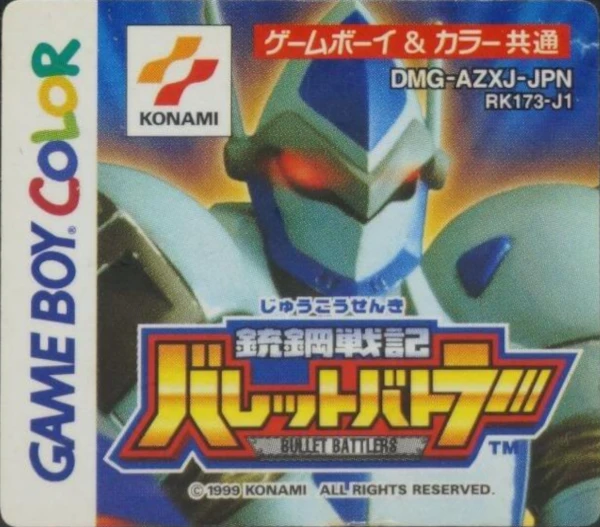 GAME BOY COLOR
KONAMI
ゲームボーイ & カラー共通
DMG-AZXJ-JPN
RK173-J1
じゅうこうせんき
銃鋼戦記
バレットバトラー
BULLET BATTLERS
TM
© 1999 KONAMI ALL RIGHTS RESERVED.